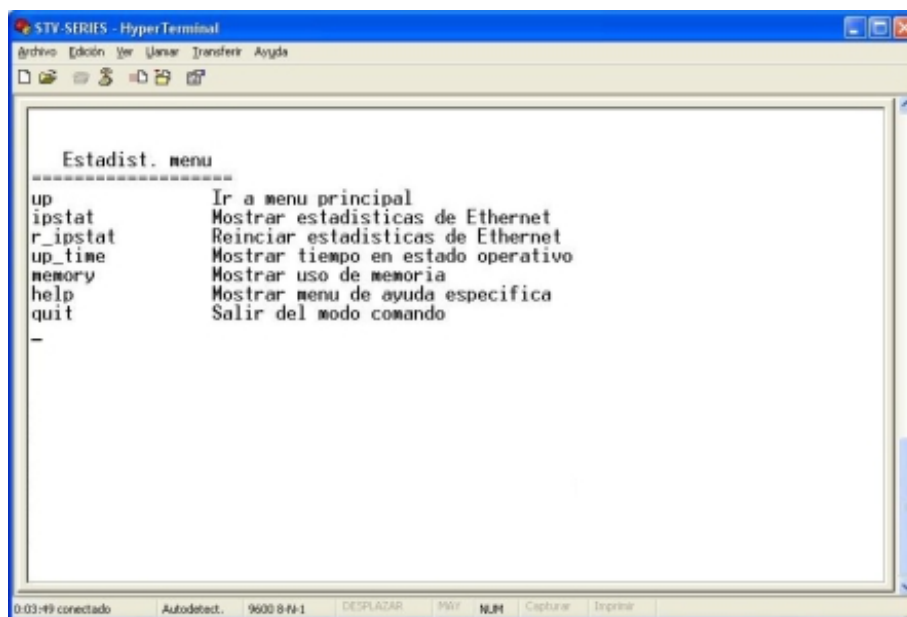 STV-SERIES - HyperTerminal
Archivo Edición Ver Llamar Transferir Ayuda
Estadist. menu
====================
up Ir a menu principal
ipstat Mostrar estadisticas de Ethernet
r_ipstat Reinciar estadisticas de Ethernet
up_time Mostrar tiempo en estado operativo
memory Mostrar uso de memoria
help Mostrar menu de ayuda especifica
quit Salir del modo comando
_
0:03:49 conectado Autodetect. 9600 8-N-1 DESPLAZAR MAY NUM Capturar Imprimir